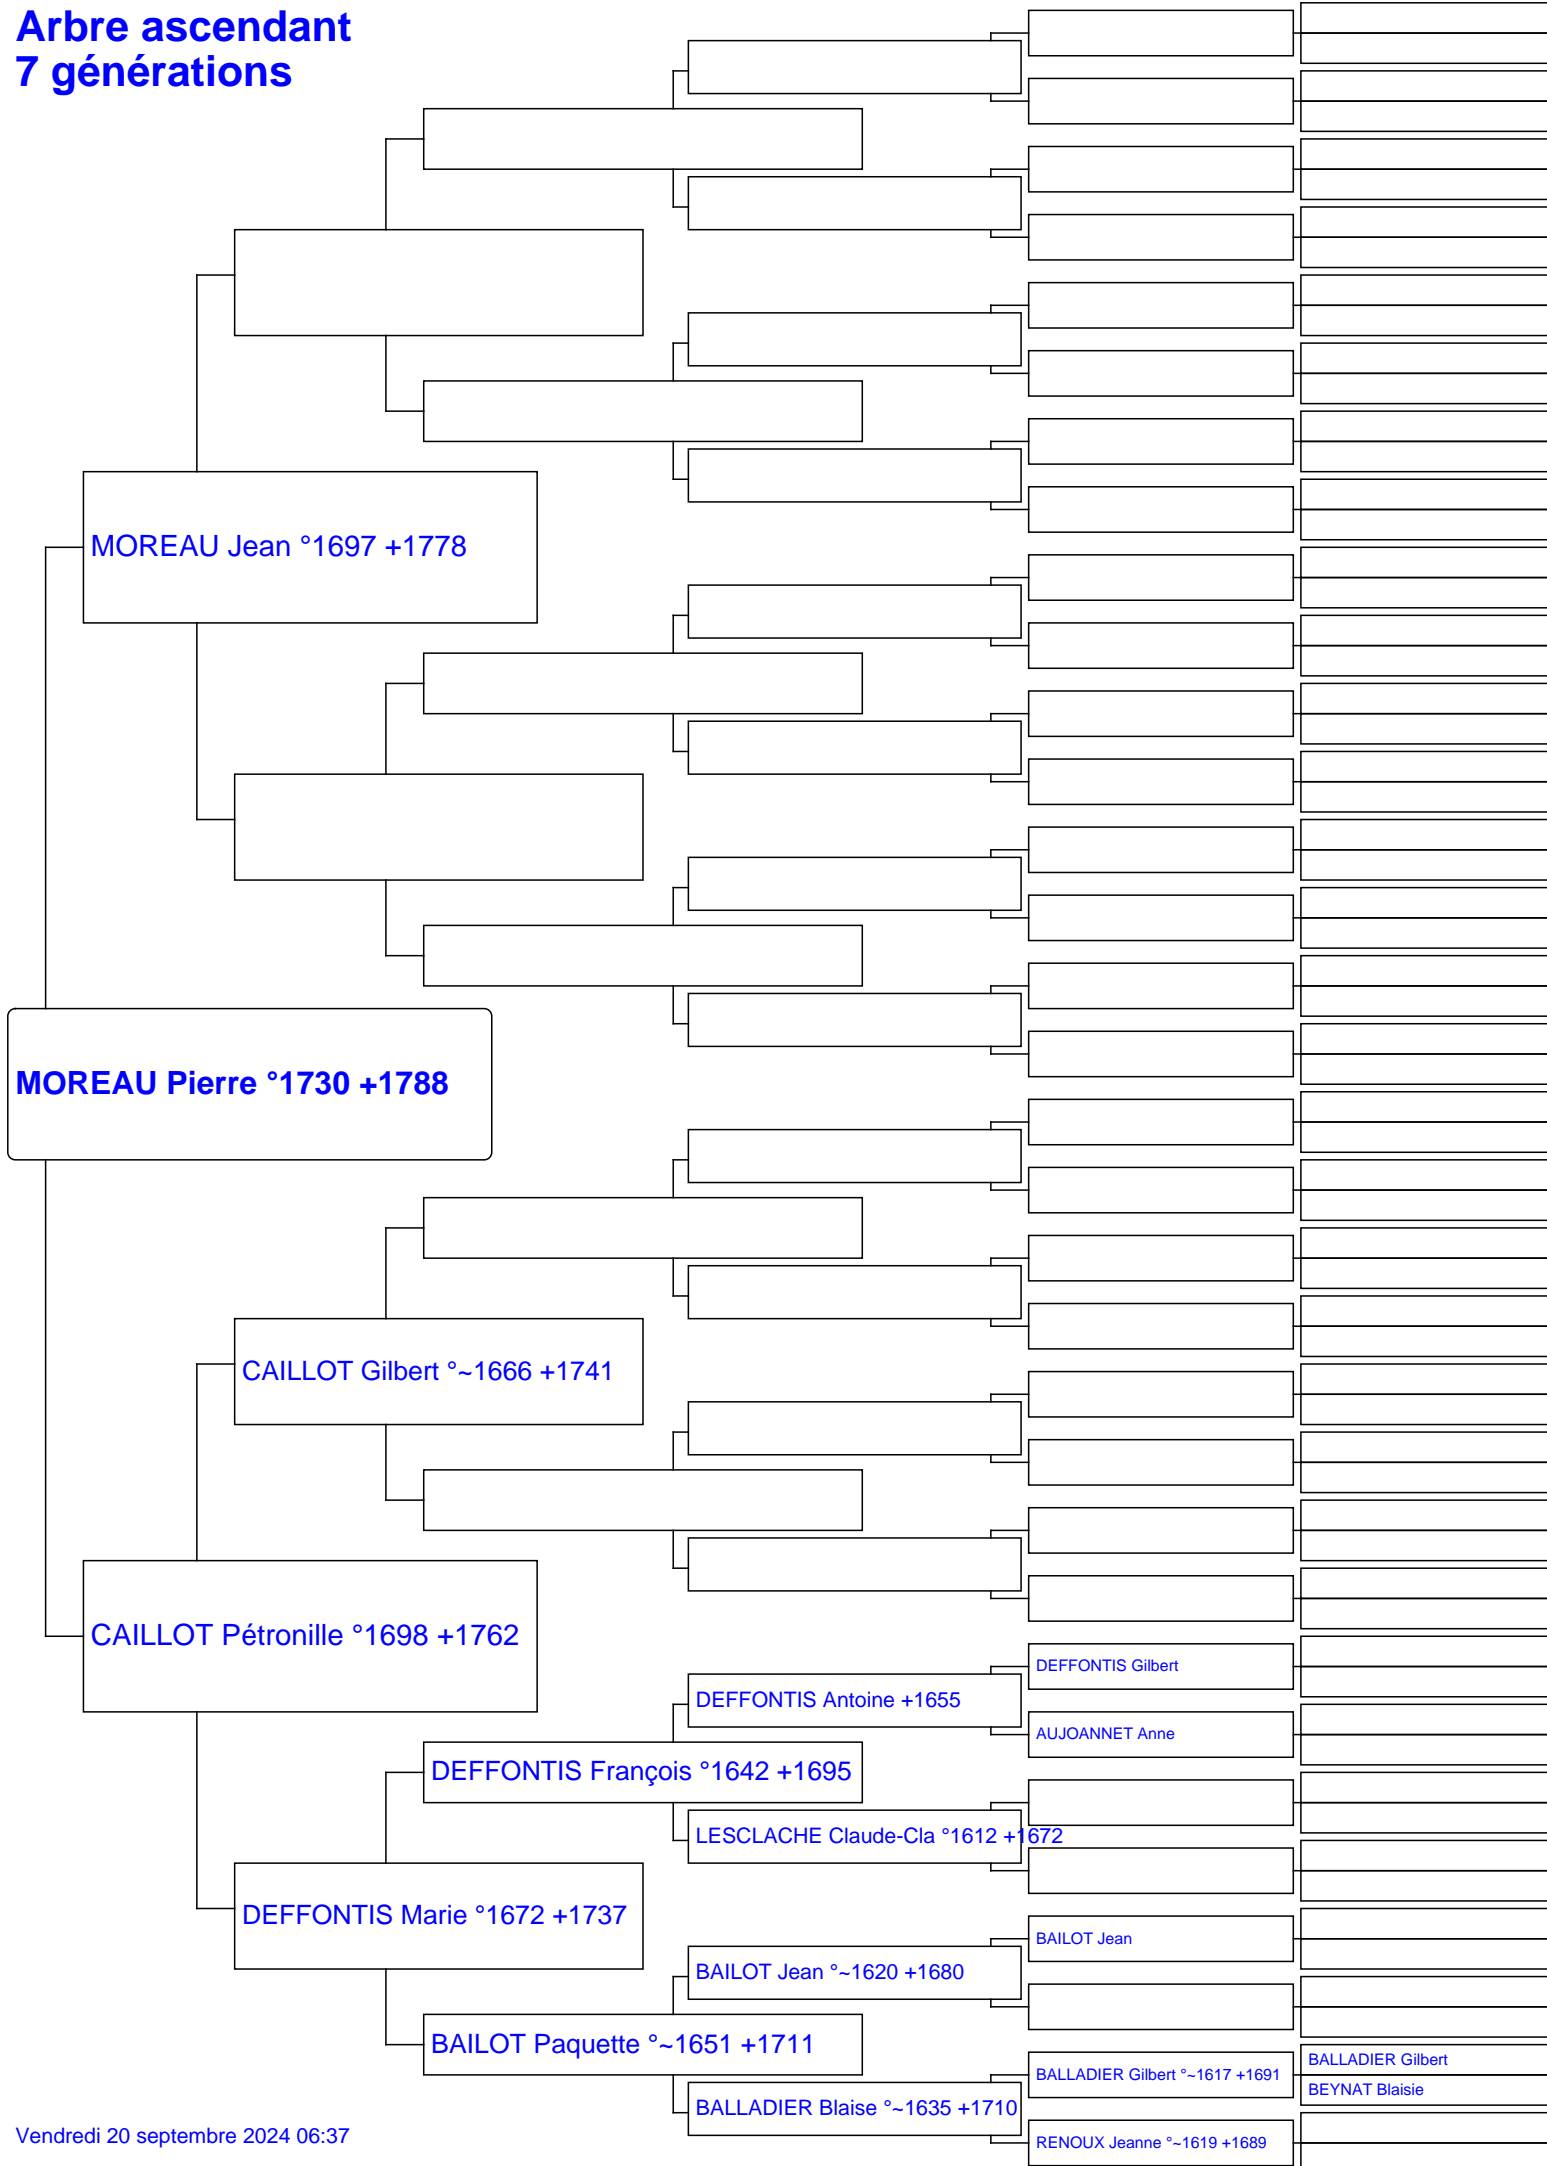 Arbre ascendant
7 générations
MOREAU Jean °1697 +1778
MOREAU Pierre °1730 +1788
CAILLOT Gilbert °~1666 +1741
CAILLOT Pétronille °1698 +1762
DEFFONTIS Gilbert
DEFFONTIS Antoine +1655
AUJOANNET Anne
DEFFONTIS François °1642 +1695
LESCLACHE Claude-Cla °1612 +1672
DEFFONTIS Marie °1672 +1737
BAILOT Jean
BAILOT Jean °~1620 +1680
BAILOT Paquette °~1651 +1711
BALLADIER Gilbert
BALLADIER Gilbert °~1617 +1691
BEYNAT Blaisie
BALLADIER Blaise °~1635 +1710
RENOUX Jeanne °~1619 +1689
Vendredi 20 septembre 2024 06:37